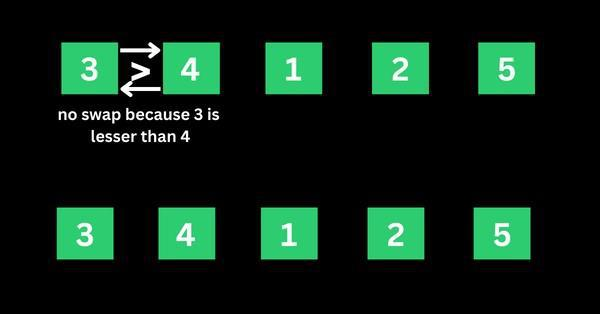 3 > 4 1 2 5
no swap because 3 is
lesser than 4
3 4 1 2 5